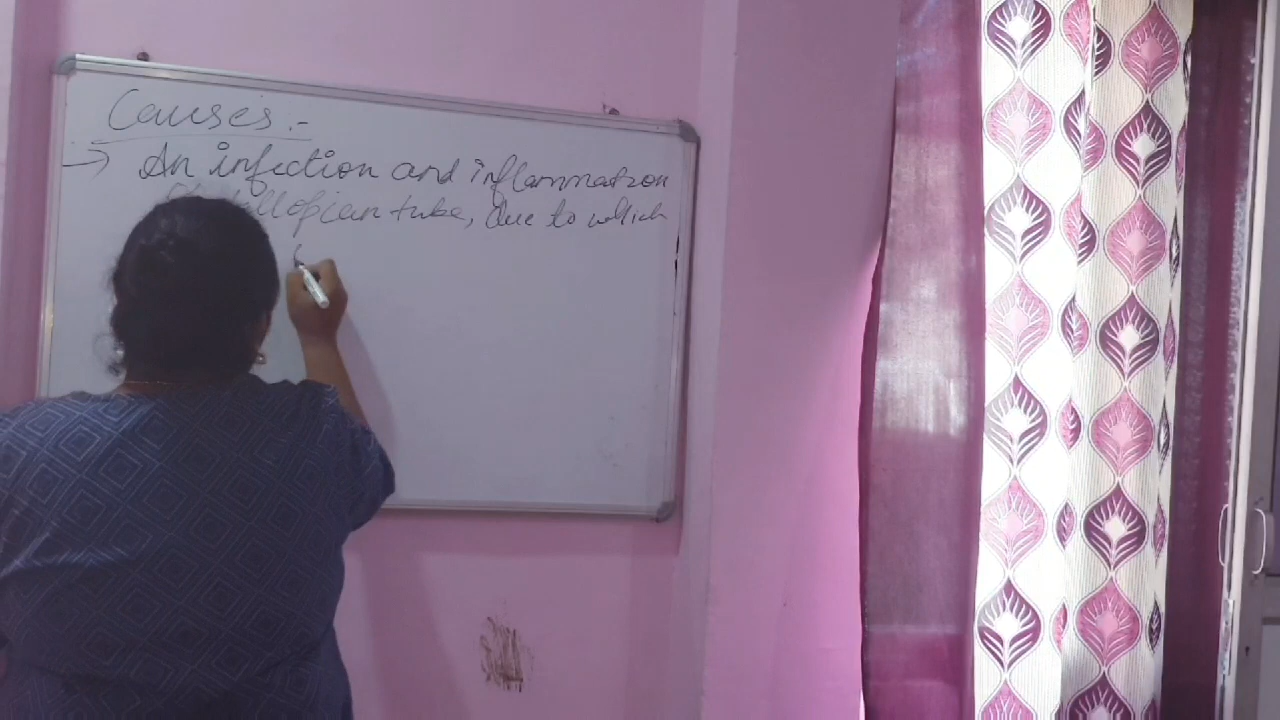 Causes :-
→ An infection and inflammation
fallopian tube, due to which